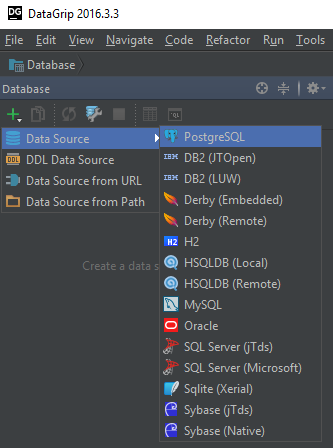 DG DataGrip 2016.3.3
File Edit View Navigate Code Refactor Run Tools
Database
Database
Data Source
DDL Data Source
Data Source from URL
Data Source from Path
Create a data s
PostgreSQL
IBM DB2 (JTOpen)
IBM DB2 (LUW)
Derby (Embedded)
Derby (Remote)
H2 H2
HSQLDB (Local)
HSQLDB (Remote)
MySQL
Oracle
SQL Server (jTds)
SQL Server (Microsoft)
Sqlite (Xerial)
Sybase (jTds)
Sybase (Native)